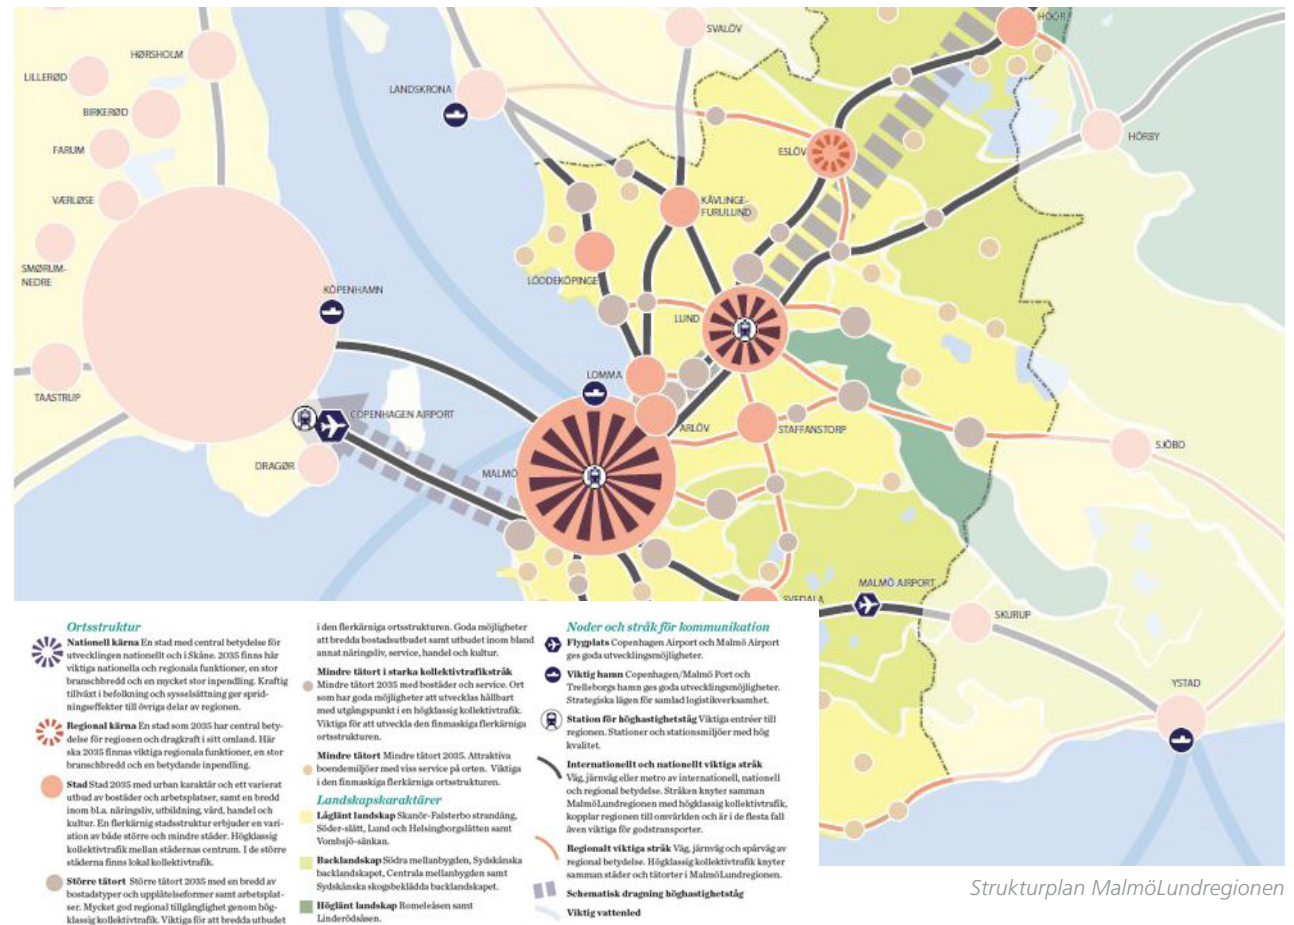 HØRSHOLM
LILLERØD
BIRKERØD
FARUM
VÆRLØSE
SMØRUM-
NEDRE
TAASTRUP
KÖPENHAMN
COPENHAGEN AIRPORT
DRAGØR
LANDSKRONA
SVALÖV
HÖÖR
HÖRBY
ESLÖV
KÄVLINGE-
FURULUND
LÖDDEKÖPINGE
LUND
LOMMA
ARLÖV
STAFFANSTORP
MALMÖ
SJÖBO
SVEDALA
MALMÖ AIRPORT
SKURUP
YSTAD
Ortsstruktur
Nationell kärna En stad med central betydelse för
utvecklingen nationellt och i Skåne. 2035 finns här
viktiga nationella och regionala funktioner, en stor
branschbredd och en mycket stor inpendling. Kraftig
tillväxt i befolkning och sysselsättning ger sprid-
ningseffekter till övriga delar av regionen.
Regional kärna En stad som 2035 har central bety-
delse för regionen och dragkraft i sitt omland. Här
ska 2035 finnas viktiga regionala funktioner, en stor
branschbredd och en betydande inpendling.
Stad Stad 2035 med urban karaktär och ett varierat
utbud av bostäder och arbetsplatser, samt en bredd
inom bl.a. näringsliv, utbildning, vård, handel och
kultur. En flerkärnig stadsstruktur erbjuder en vari-
ation av både större och mindre städer. Högklassig
kollektivtrafik mellan städernas centrum. I de större
städerna finns lokal kollektivtrafik.
Större tätort Större tätort 2035 med en bredd av
bostadstyper och upplåtelseformer samt arbetsplat-
ser. Mycket god regional tillgänglighet genom hög-
klassig kollektivtrafik. Viktiga för att bredda utbudet
i den flerkärniga ortsstrukturen. Goda möjligheter
att bredda bostadsutbudet samt utbudet inom bland
annat näringsliv, service, handel och kultur.
Mindre tätort i starka kollektivtrafikstråk
Mindre tätort 2035 med bostäder och service. Ort
som har goda möjligheter att utvecklas hållbart
med utgångspunkt i en högklassig kollektivtrafik.
Viktiga för att utveckla den finmaskiga flerkärniga
ortsstrukturen.
Mindre tätort Mindre tätort 2035. Attraktiva
boendemiljöer med viss service på orten. Viktiga
i den finmaskiga flerkärniga ortsstrukturen.
Landskapskaraktärer
Låglänt landskap Skanör-Falsterbo strandäng,
Söder-slätt, Lund och Helsingborgslätten samt
Vombsjö-sänkan.
Backlandskap Södra mellanbygden, Sydskånska
backlandskapet, Centrala mellanbygden samt
Sydskånska skogsbeklädda backlandskapet.
Höglänt landskap Romeleåsen samt
Linderödsåsen.
Noder och stråk för kommunikation
Flygplats Copenhagen Airport och Malmö Airport
ges goda utvecklingsmöjligheter.
Viktig hamn Copenhagen/Malmö Port och
Trelleborgs hamn ges goda utvecklingsmöjligheter.
Strategiska lägen för samlad logistikverksamhet.
Station för höghastighetståg Viktiga entréer till
regionen. Stationer och stationsmiljöer med hög
kvalitet.
Internationellt och nationellt viktiga stråk
Väg, järnväg eller metro av internationell, nationell
och regional betydelse. Stråken knyter samman
MalmöLundregionen med högklassig kollektivtrafik,
kopplar regionen till omvärlden och är i de flesta fall
även viktiga för godstransporter.
Regionalt viktiga stråk Väg, järnväg och spårväg av
regional betydelse. Högklassig kollektivtrafik knyter
samman städer och tätorter i MalmöLundregionen.
Schematisk dragning höghastighetståg
Viktig vattenled
Strukturplan MalmöLundregionen